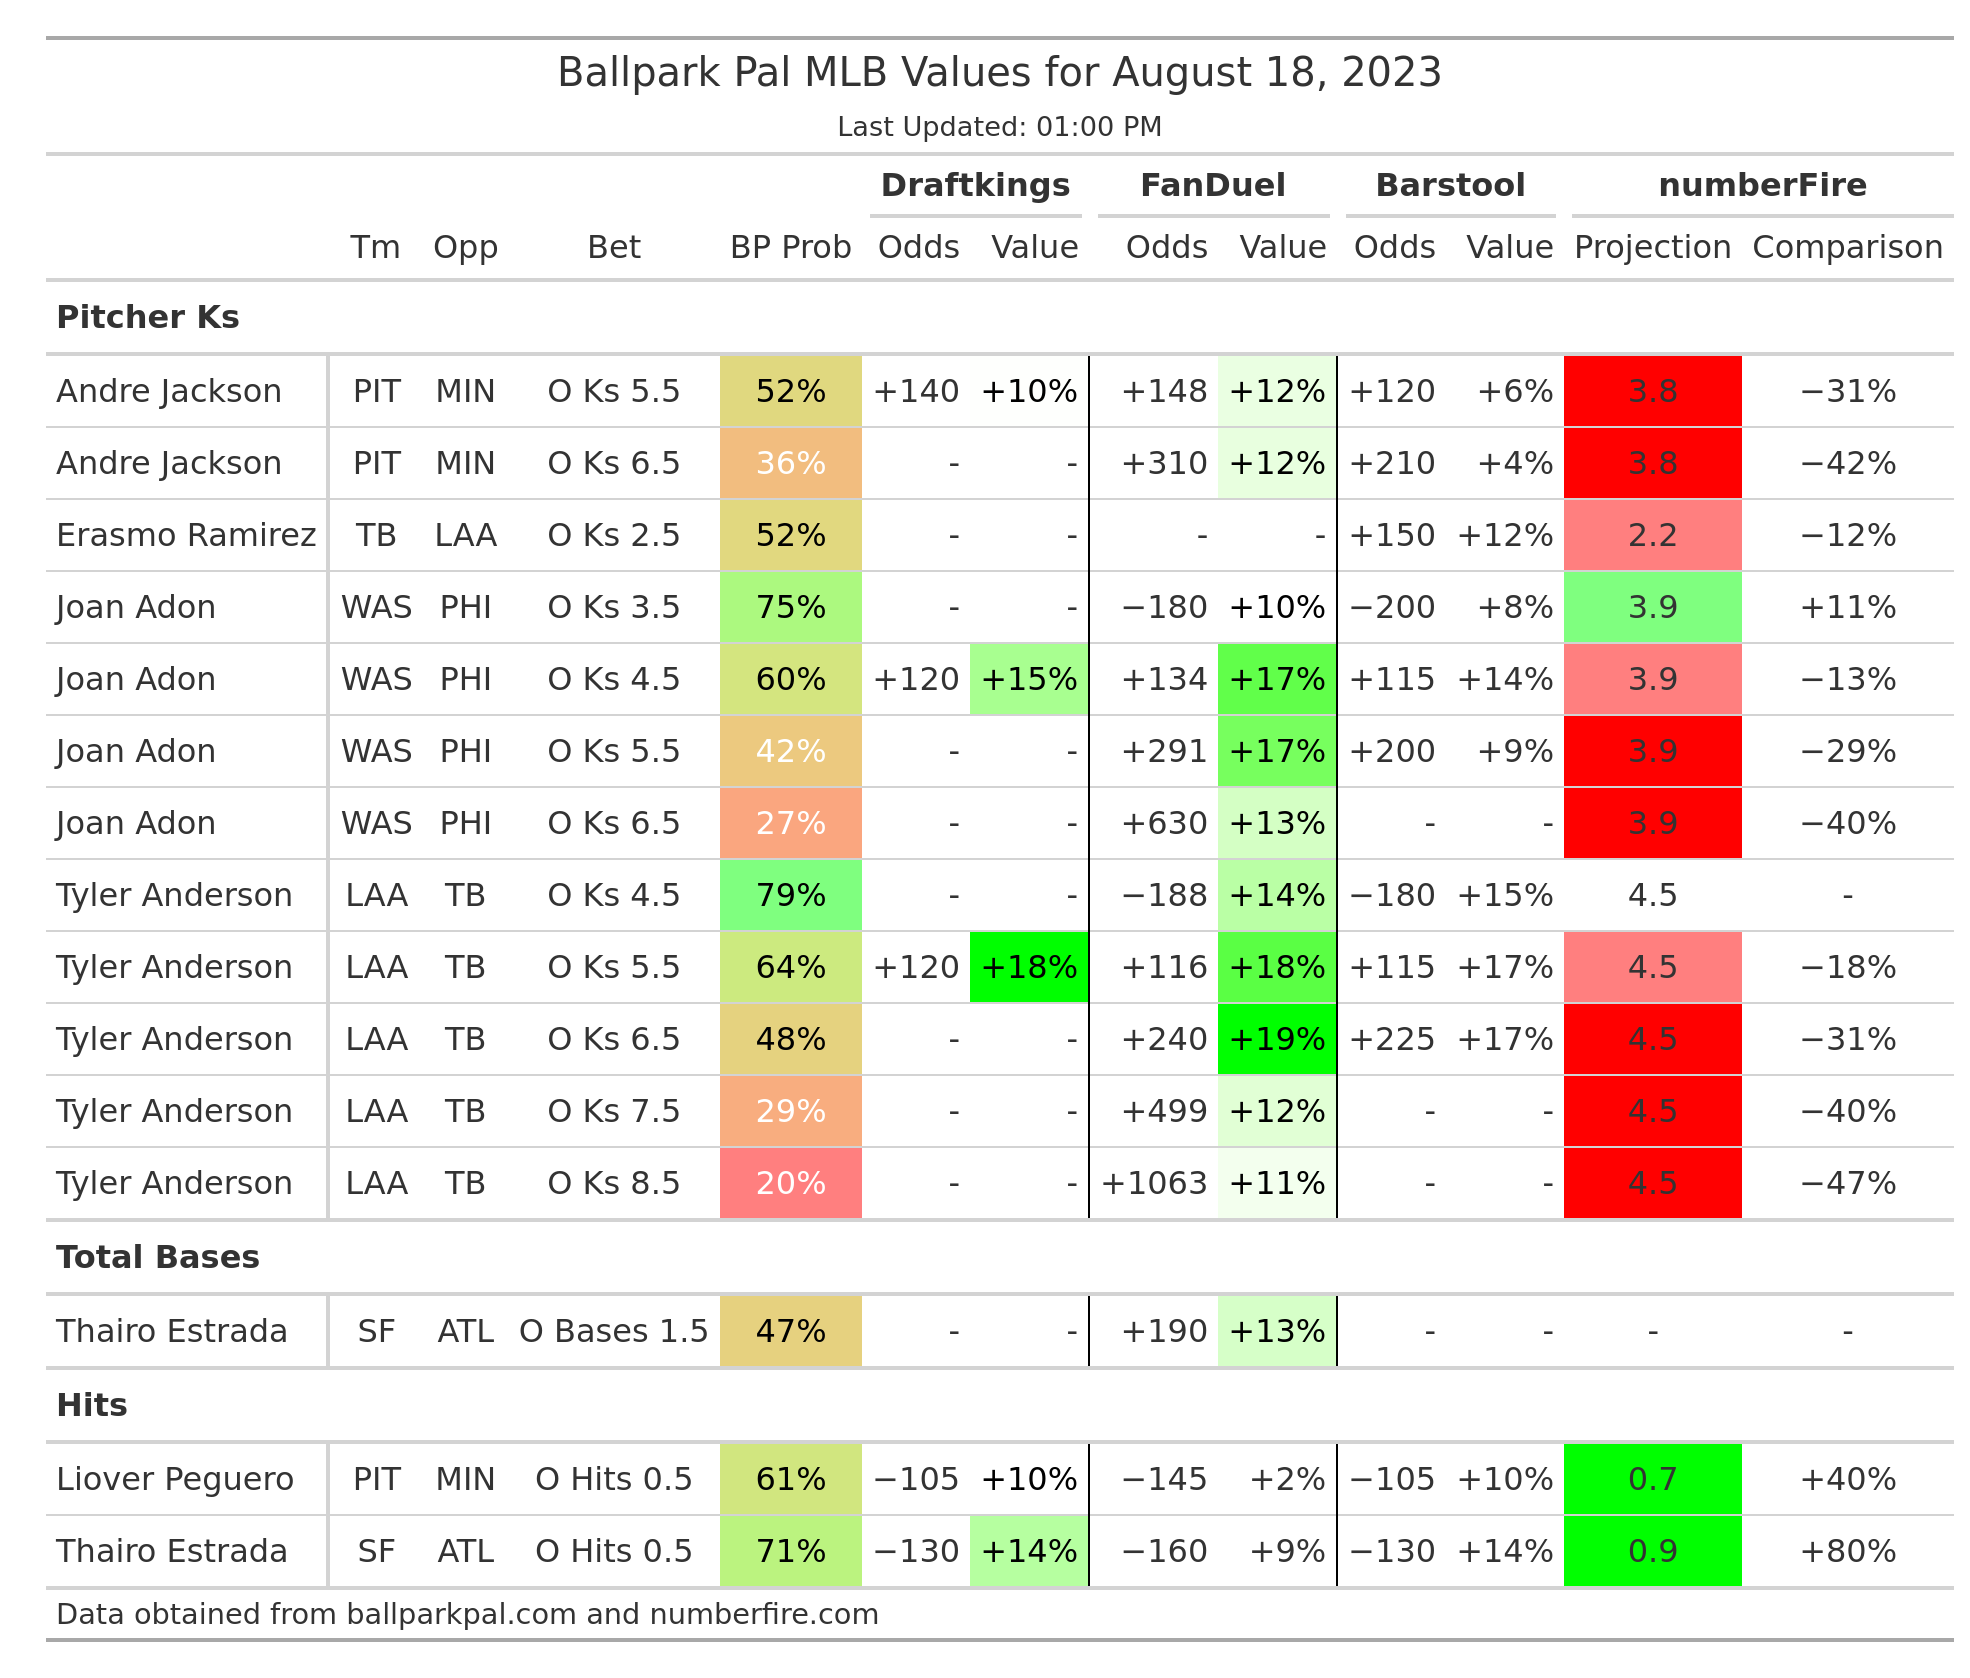 Ballpark Pal MLB Values for August 18, 2023
Last Updated: 01:00 PM
Draftkings FanDuel Barstool numberFire
Tm Opp Bet BP Prob Odds Value Odds Value Odds Value Projection Comparison
Pitcher Ks
Andre Jackson PIT MIN O Ks 5.5 52% +140 +10% +148 +12% +120 +6% 3.8 −31%
Andre Jackson PIT MIN O Ks 6.5 36% - - +310 +12% +210 +4% 3.8 −42%
Erasmo Ramirez TB LAA O Ks 2.5 52% - - - - +150 +12% 2.2 −12%
Joan Adon WAS PHI O Ks 3.5 75% - - −180 +10% −200 +8% 3.9 +11%
Joan Adon WAS PHI O Ks 4.5 60% +120 +15% +134 +17% +115 +14% 3.9 −13%
Joan Adon WAS PHI O Ks 5.5 42% - - +291 +17% +200 +9% 3.9 −29%
Joan Adon WAS PHI O Ks 6.5 27% - - +630 +13% - - 3.9 −40%
Tyler Anderson LAA TB O Ks 4.5 79% - - −188 +14% −180 +15% 4.5 -
Tyler Anderson LAA TB O Ks 5.5 64% +120 +18% +116 +18% +115 +17% 4.5 −18%
Tyler Anderson LAA TB O Ks 6.5 48% - - +240 +19% +225 +17% 4.5 −31%
Tyler Anderson LAA TB O Ks 7.5 29% - - +499 +12% - - 4.5 −40%
Tyler Anderson LAA TB O Ks 8.5 20% - - +1063 +11% - - 4.5 −47%
Total Bases
Thairo Estrada SF ATL O Bases 1.5 47% - - +190 +13% - - - -
Hits
Liover Peguero PIT MIN O Hits 0.5 61% −105 +10% −145 +2% −105 +10% 0.7 +40%
Thairo Estrada SF ATL O Hits 0.5 71% −130 +14% −160 +9% −130 +14% 0.9 +80%
Data obtained from ballparkpal.com and numberfire.com